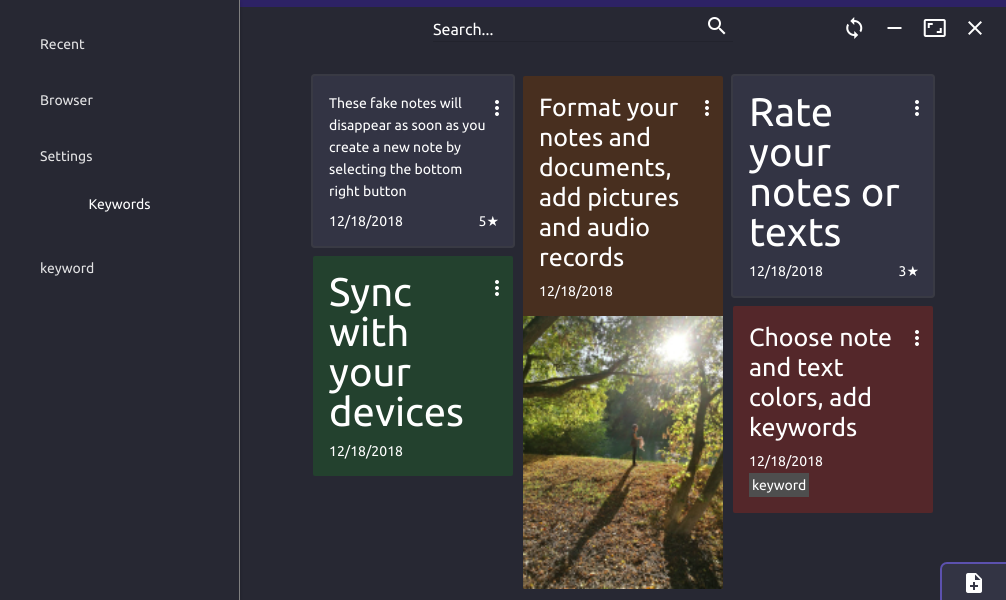 Recent
Browser
Settings
Keywords
keyword
Search...
These fake notes will
disappear as soon as you
create a new note by
selecting the bottom
right button
12/18/2018 5★
Sync
with
your
devices
12/18/2018
Format your
notes and
documents,
add pictures
and audio
records
12/18/2018
Rate
your
notes or
texts
12/18/2018 3★
Choose note
and text
colors, add
keywords
12/18/2018
keyword